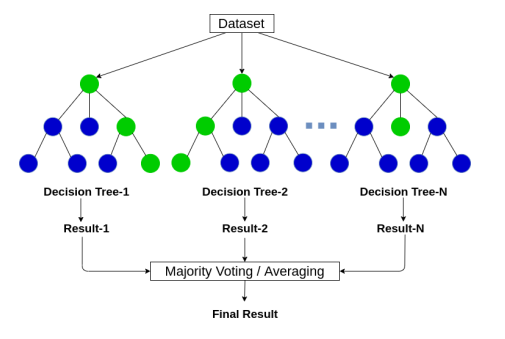 Dataset
Decision Tree-1
Decision Tree-2
Decision Tree-N
Result-1
Result-2
Result-N
Majority Voting / Averaging
Final Result